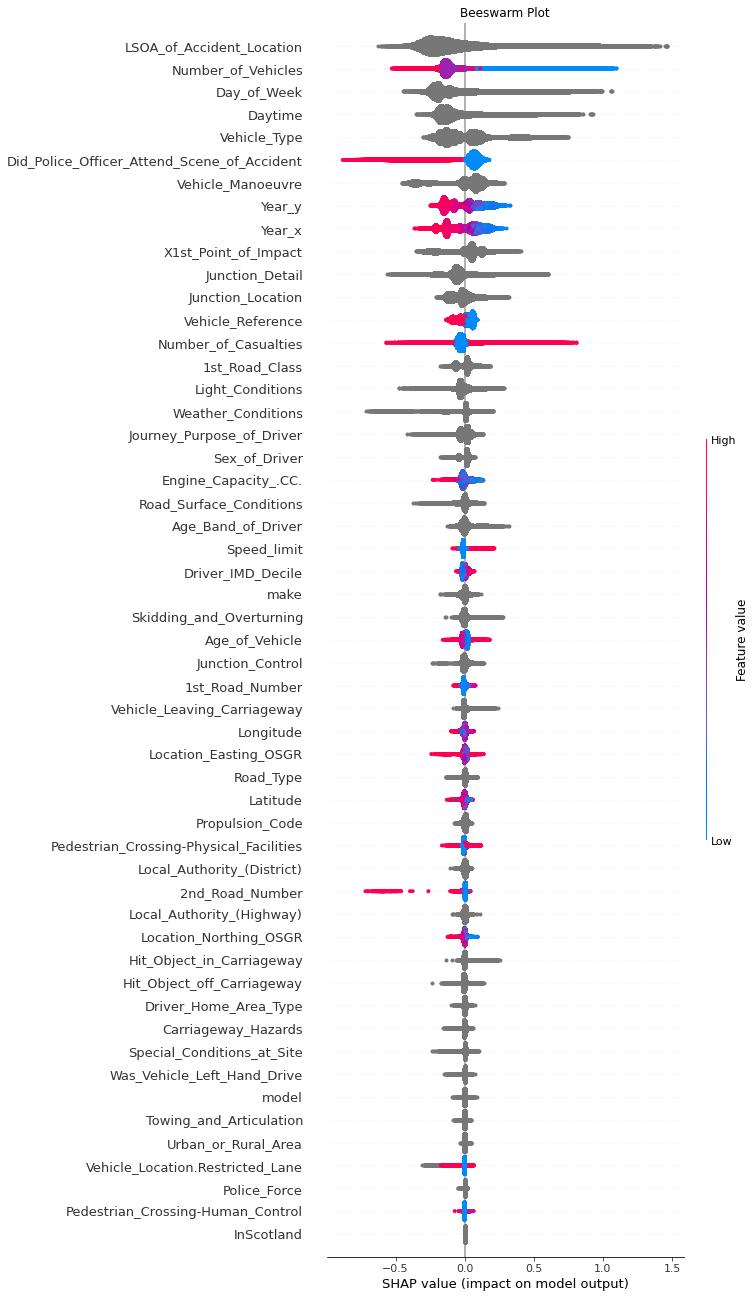 Beeswarm Plot
LSOA_of_Accident_Location
Number_of_Vehicles
Day_of_Week
Daytime
Vehicle_Type
Did_Police_Officer_Attend_Scene_of_Accident
Vehicle_Manoeuvre
Year_y
Year_x
X1st_Point_of_Impact
Junction_Detail
Junction_Location
Vehicle_Reference
Number_of_Casualties
1st_Road_Class
Light_Conditions
Weather_Conditions
Journey_Purpose_of_Driver
Sex_of_Driver
Engine_Capacity_.CC.
Road_Surface_Conditions
Age_Band_of_Driver
Speed_limit
Driver_IMD_Decile
make
Skidding_and_Overturning
Age_of_Vehicle
Junction_Control
1st_Road_Number
Vehicle_Leaving_Carriageway
Longitude
Location_Easting_OSGR
Road_Type
Latitude
Propulsion_Code
Pedestrian_Crossing-Physical_Facilities
Local_Authority_(District)
2nd_Road_Number
Local_Authority_(Highway)
Location_Northing_OSGR
Hit_Object_in_Carriageway
Hit_Object_off_Carriageway
Driver_Home_Area_Type
Carriageway_Hazards
Special_Conditions_at_Site
Was_Vehicle_Left_Hand_Drive
model
Towing_and_Articulation
Urban_or_Rural_Area
Vehicle_Location.Restricted_Lane
Police_Force
Pedestrian_Crossing-Human_Control
InScotland
−0.5 0.0 0.5 1.0 1.5
SHAP value (impact on model output)
High
Feature value
Low